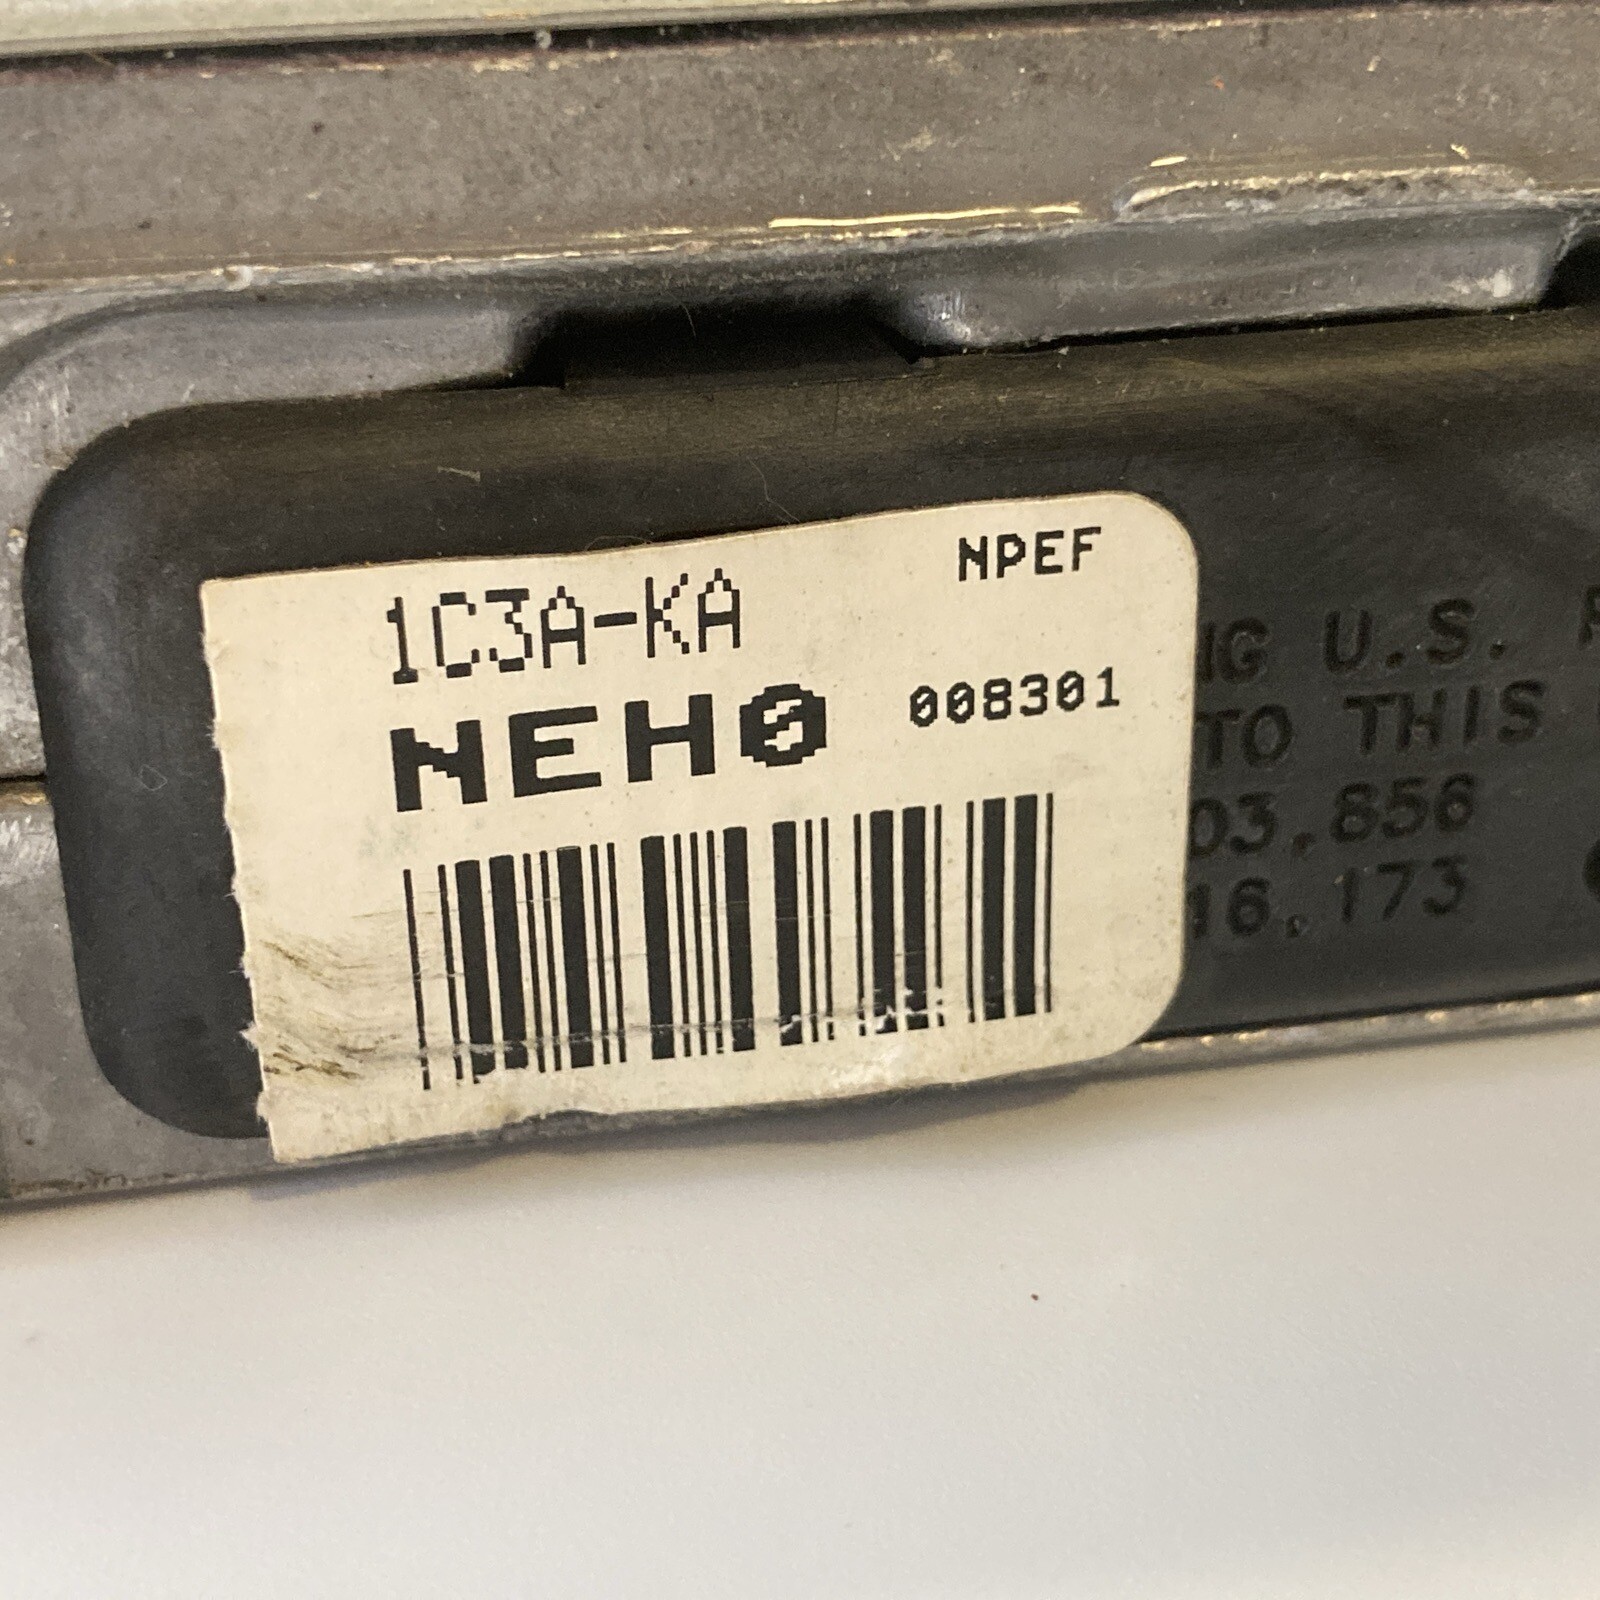 NPEF
1C3A-KA
NEH0 008301
U.S.
TO THIS
03,856
16,173